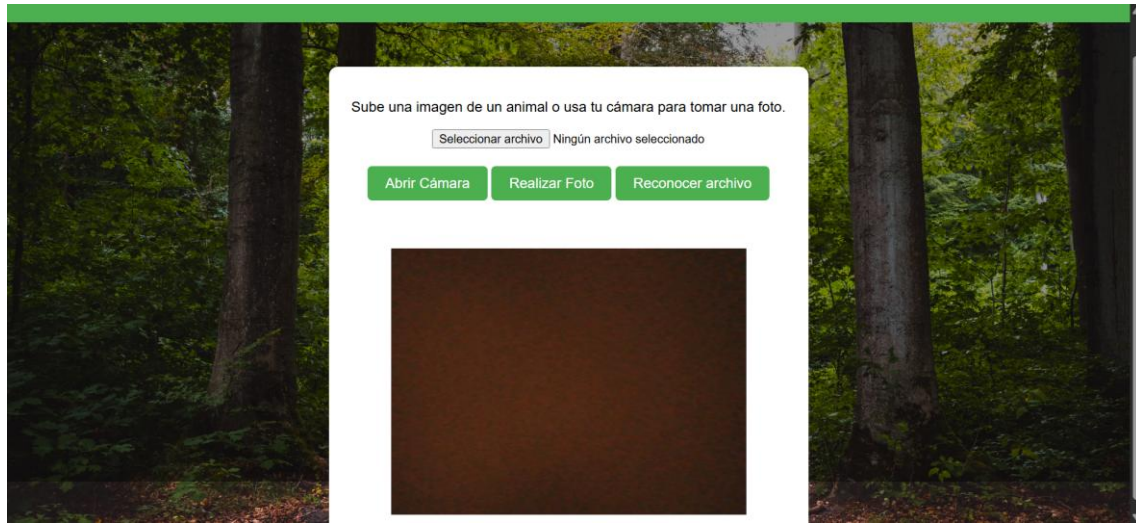 Sube una imagen de un animal o usa tu cámara para tomar una foto.
Seleccionar archivo Ningún archivo seleccionado
Abrir Cámara Realizar Foto Reconocer archivo